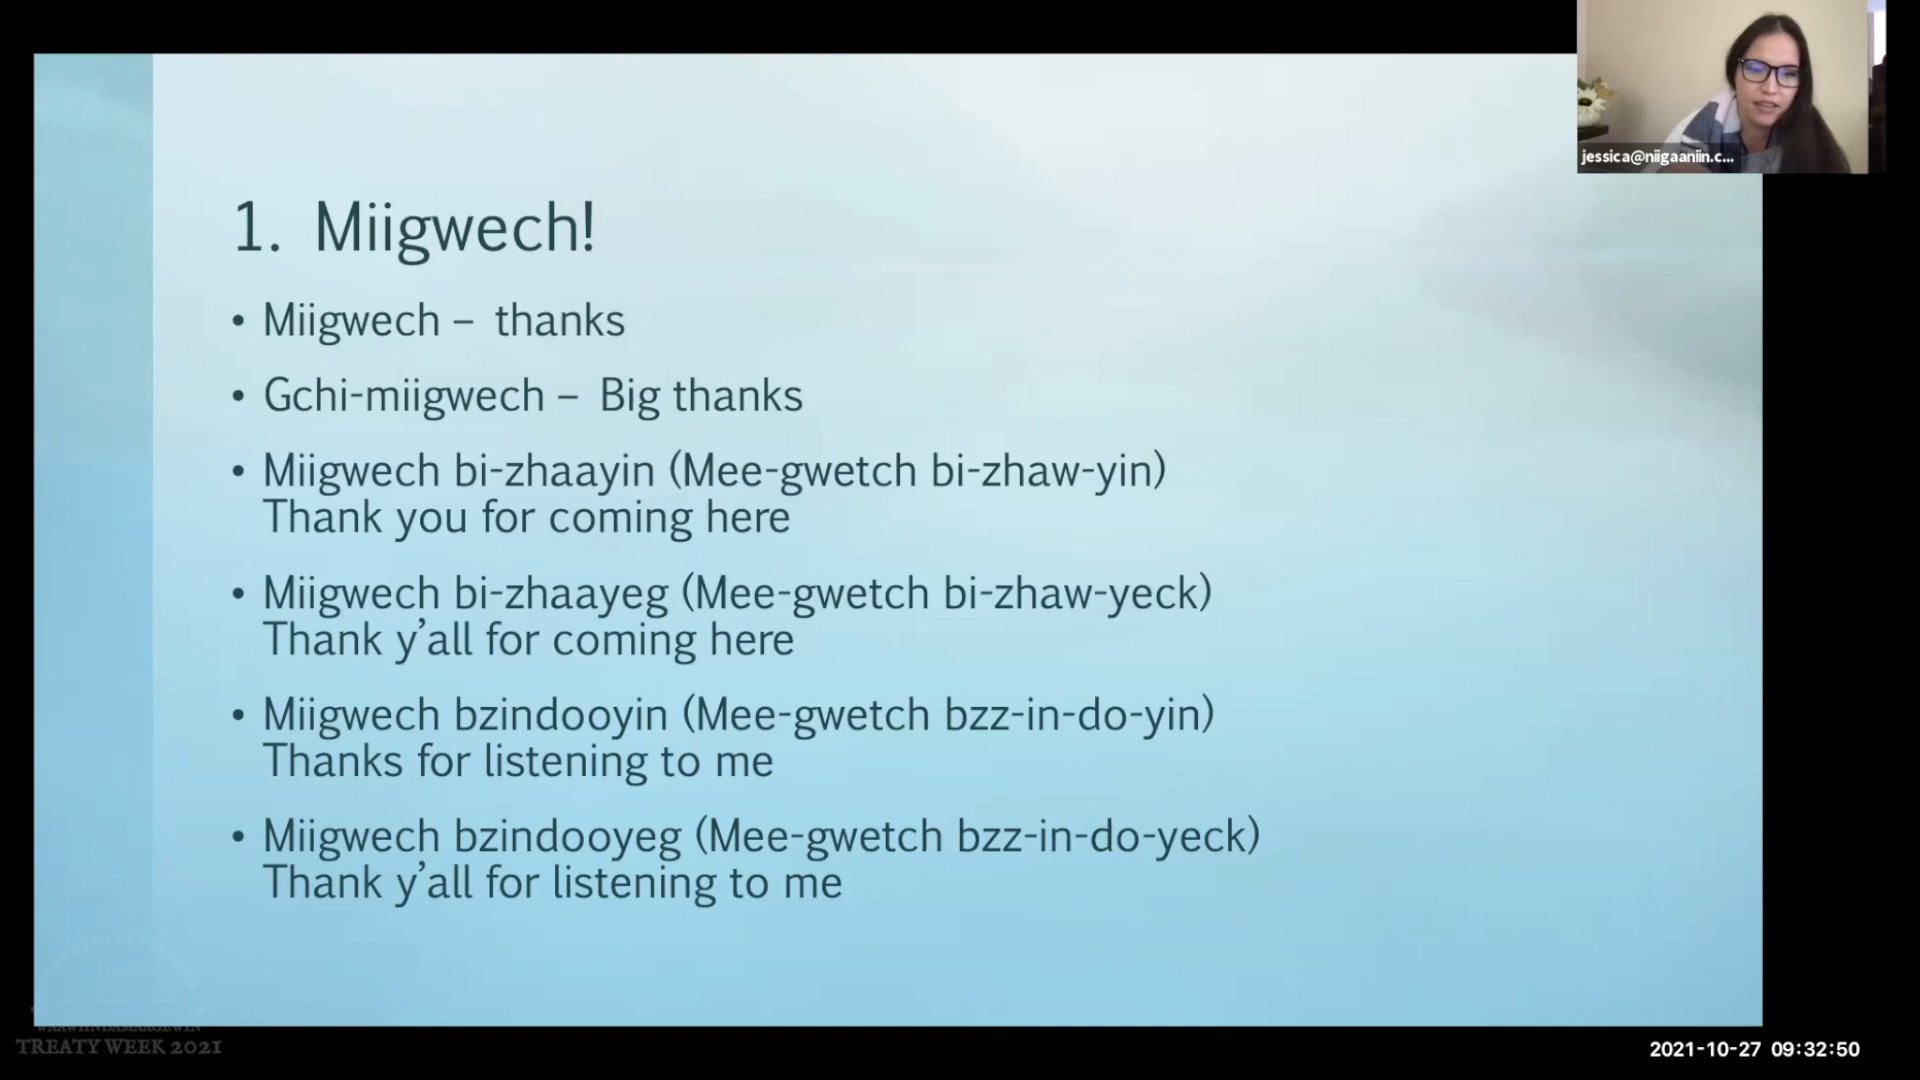 jessica@niigaaniin.c...
1. Miigwech!
• Miigwech – thanks
• Gchi-miigwech – Big thanks
• Miigwech bi-zhaayin (Mee-gwetch bi-zhaw-yin)
Thank you for coming here
• Miigwech bi-zhaayeg (Mee-gwetch bi-zhaw-yeck)
Thank y’all for coming here
• Miigwech bzindooyin (Mee-gwetch bzz-in-do-yin)
Thanks for listening to me
• Miigwech bzindooyeg (Mee-gwetch bzz-in-do-yeck)
Thank y’all for listening to me
TREATY WEEK 2021
2021-10-27 09:32:50